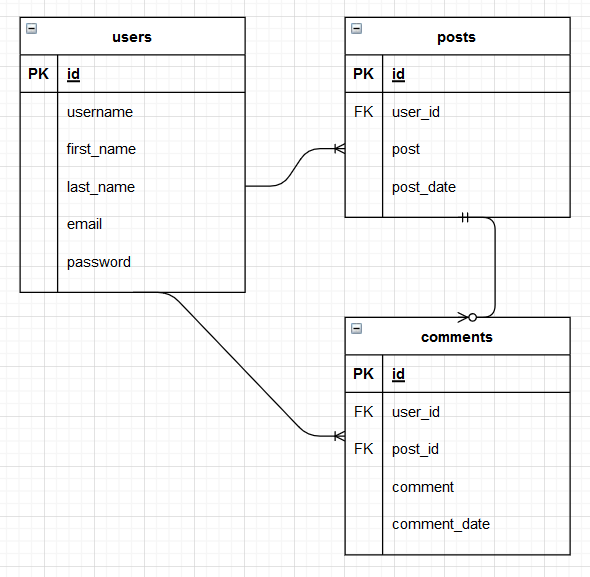 users
PK id
username
first_name
last_name
email
password
posts
PK id
FK user_id
post
post_date
comments
PK id
FK user_id
FK post_id
comment
comment_date